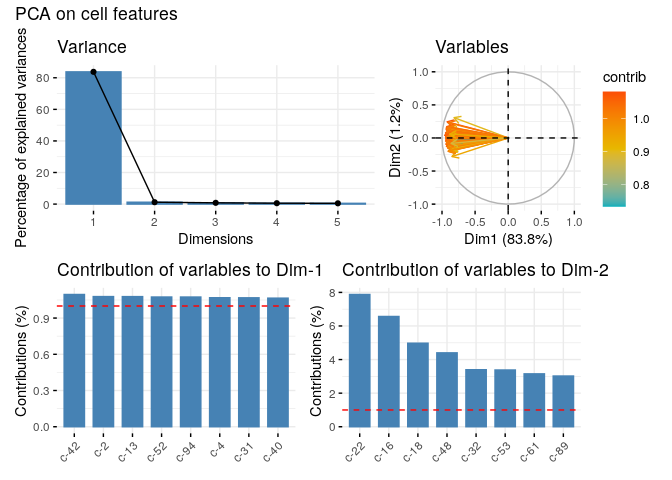 PCA on cell features
Variance
Percentage of explained variances
80
60
40
20
0
1 2 3 4 5
Dimensions
Variables
Dim2 (1.2%)
1.0
0.5
0.0
-0.5
-1.0
-1.0 -0.5 0.0 0.5 1.0
Dim1 (83.8%)
contrib
1.0
0.9
0.8
Contribution of variables to Dim-1
Contributions (%)
0.9
0.6
0.3
0.0
c-42 c-2 c-13 c-52 c-94 c-4 c-31 c-40
Contribution of variables to Dim-2
Contributions (%)
8
6
4
2
0
c-22 c-16 c-18 c-48 c-32 c-53 c-61 c-89